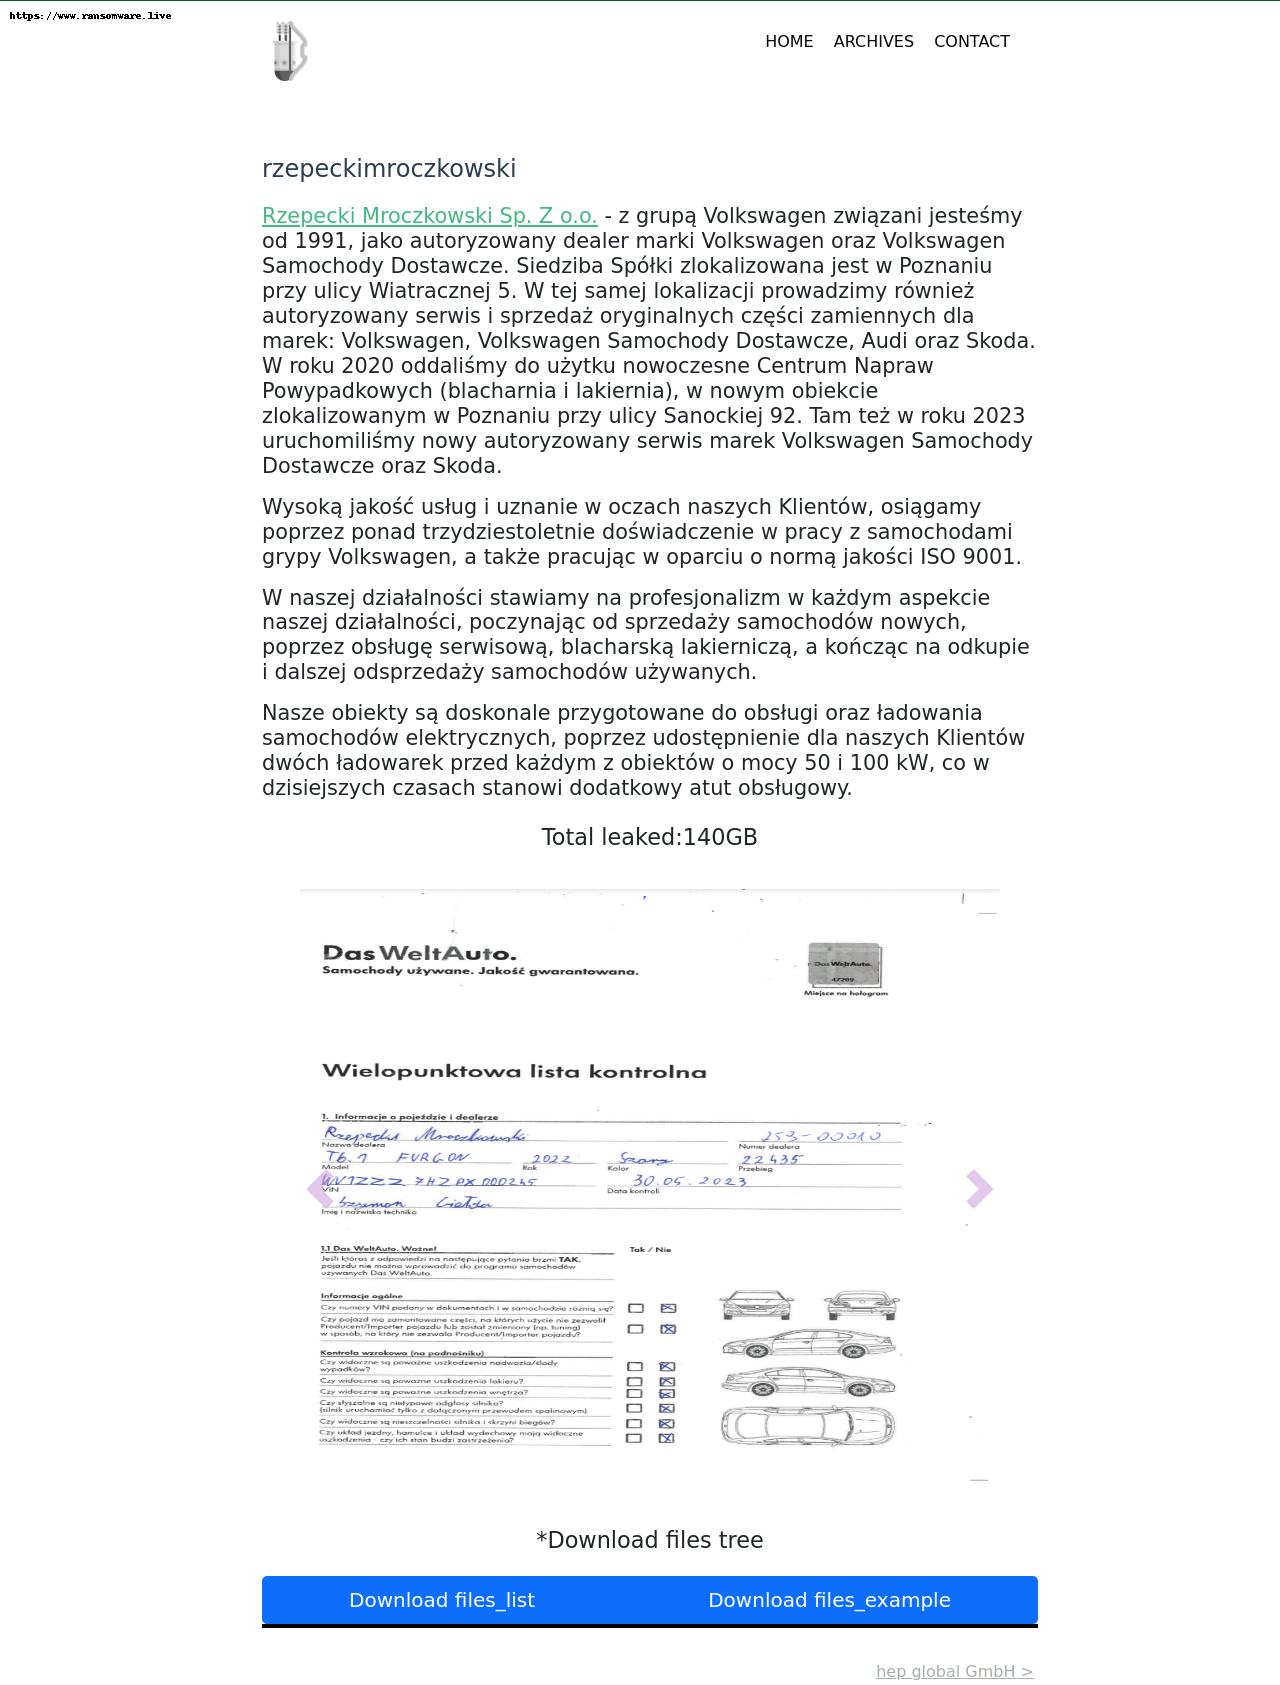 https://www.ransomware.live
HOME ARCHIVES CONTACT
rzepeckimroczkowski
Rzepecki Mroczkowski Sp. Z o.o. - z grupą Volkswagen związani jesteśmy
od 1991, jako autoryzowany dealer marki Volkswagen oraz Volkswagen
Samochody Dostawcze. Siedziba Spółki zlokalizowana jest w Poznaniu
przy ulicy Wiatracznej 5. W tej samej lokalizacji prowadzimy również
autoryzowany serwis i sprzedaż oryginalnych części zamiennych dla
marek: Volkswagen, Volkswagen Samochody Dostawcze, Audi oraz Skoda.
W roku 2020 oddaliśmy do użytku nowoczesne Centrum Napraw
Powypadkowych (blacharnia i lakiernia), w nowym obiekcie
zlokalizowanym w Poznaniu przy ulicy Sanockiej 92. Tam też w roku 2023
uruchomiliśmy nowy autoryzowany serwis marek Volkswagen Samochody
Dostawcze oraz Skoda.
Wysoką jakość usług i uznanie w oczach naszych Klientów, osiągamy
poprzez ponad trzydziestoletnie doświadczenie w pracy z samochodami
grypy Volkswagen, a także pracując w oparciu o normą jakości ISO 9001.
W naszej działalności stawiamy na profesjonalizm w każdym aspekcie
naszej działalności, poczynając od sprzedaży samochodów nowych,
poprzez obsługę serwisową, blacharską lakierniczą, a kończąc na odkupie
i dalszej odsprzedaży samochodów używanych.
Nasze obiekty są doskonale przygotowane do obsługi oraz ładowania
samochodów elektrycznych, poprzez udostępnienie dla naszych Klientów
dwóch ładowarek przed każdym z obiektów o mocy 50 i 100 kW, co w
dzisiejszych czasach stanowi dodatkowy atut obsługowy.
Total leaked:140GB
DasWeltAuto.
Samochody używane. Jakość gwarantowana.
DasWeltAuto.
47209
Miejsce na hologram
Wielopunktowa lista kontrolna
1. Informacje o pojeździe i dealerze
Rzepecki Mroczkowski 253-00010
Nazwa dealera Numer dealera
T6.1 FURGON 2022 Szary 22435
Model Rok Kolor Przebieg
WV1ZZZ7HZPX000245 30.05.2023
VIN Data kontroli
Szymon
Imię i nazwisko technika
1.1 Das WeltAuto. Ważne! Tak / Nie
Jeśli któraś z odpowiedzi na następujące pytania brzmi TAK,
pojazdu nie można wprowadzić do programu samochodów
używanych Das WeltAuto.
Informacje ogólne
Czy numery VIN podany w dokumentach i w samochodzie różnią się?
Czy pojazd ma zamontowane części, na których użycie nie zezwolił
Producent/Importer pojazdu lub został zmieniony (np. tuning)
w sposób, na który nie zezwala Producent/Importer pojazdu?
Kontrola wzrokowa (na podnośniku)
Czy widoczne są poważne uszkodzenia nadwozia/ślady
wypadków?
Czy widoczne są poważne uszkodzenia lakieru?
Czy widoczne są poważne uszkodzenia wnętrza?
Czy słyszalne są nietypowe odgłosy silnika?
(silnik uruchamiać tylko z dołączonym przewodem spalinowym)
Czy widoczne są nieszczelności silnika i skrzyni biegów?
Czy układ jezdny, hamulce i układ wydechowy mają widoczne
uszkodzenia - czy ich stan budzi zastrzeżenia?
*Download files tree
Download files_list Download files_example
hep global GmbH >